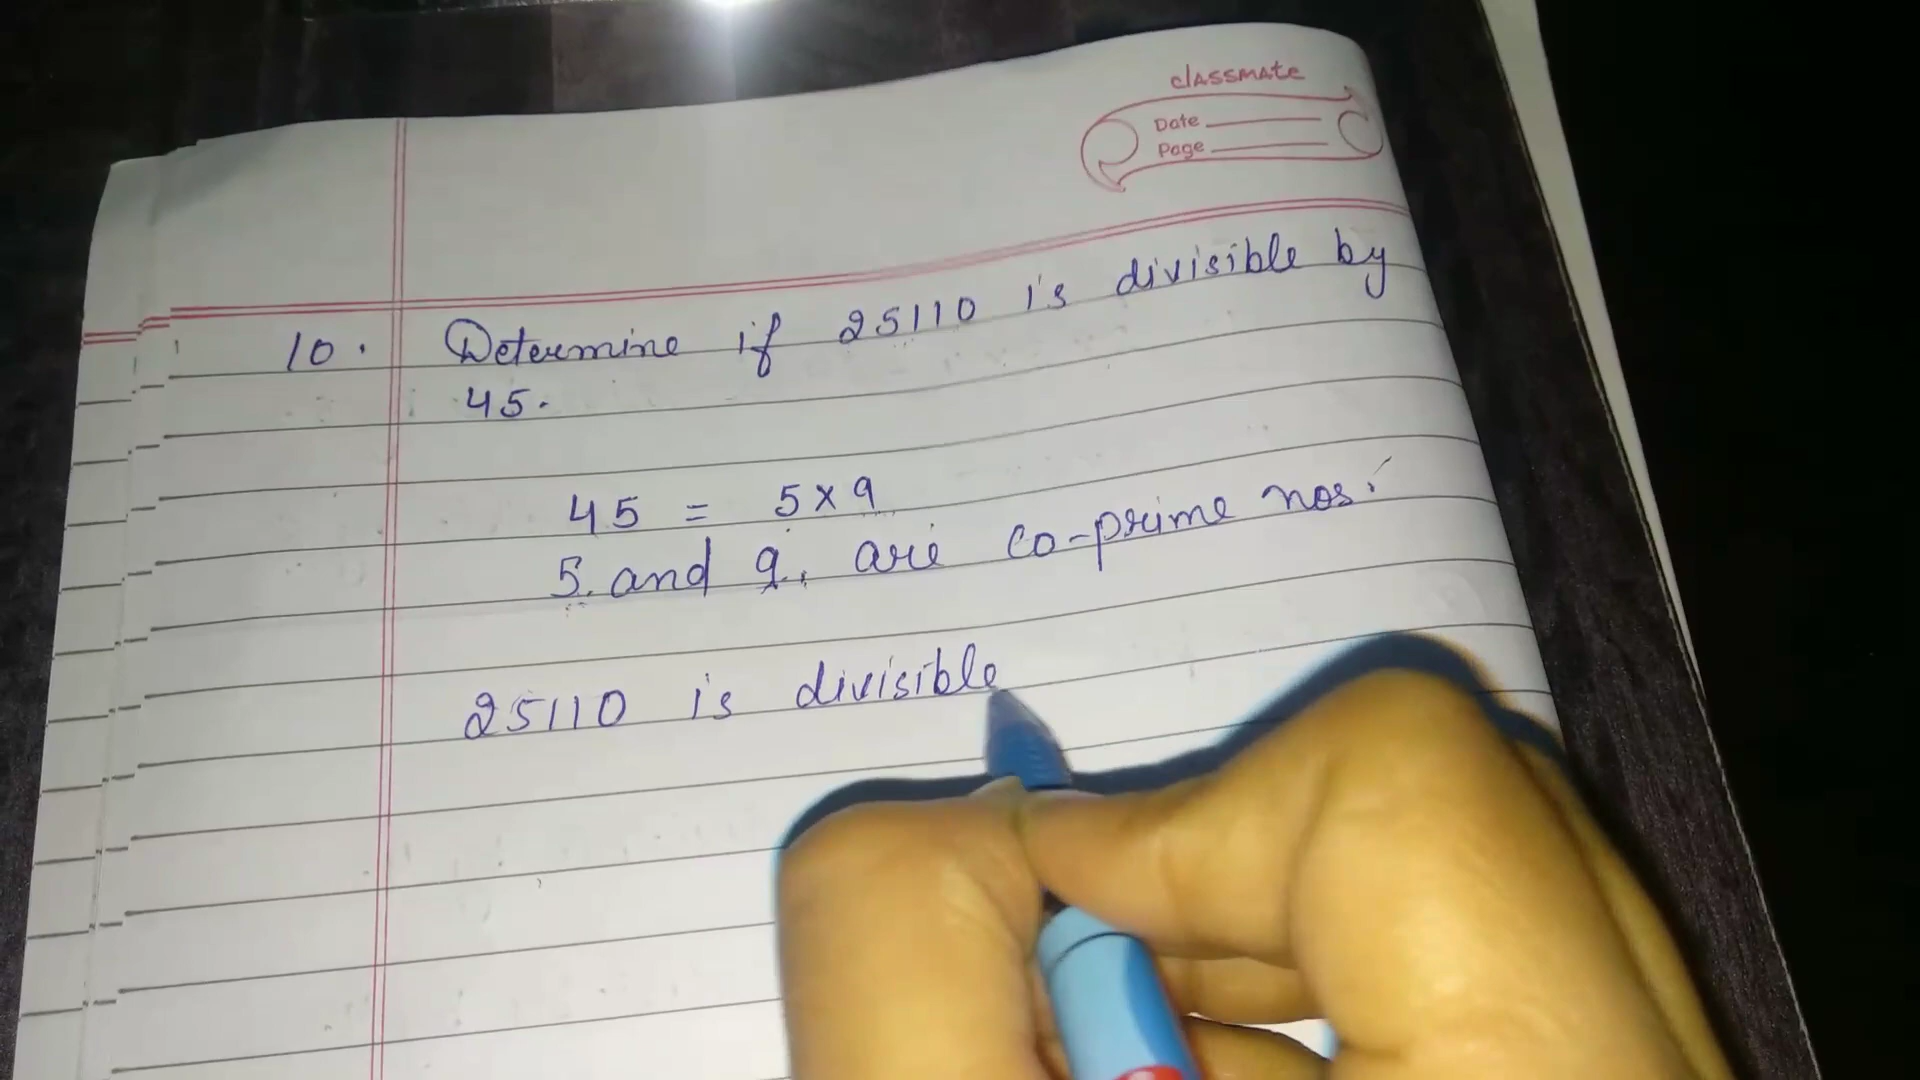 classmate
Date
Page
10. Determine if 25110 is divisible by
45.
45 = 5 x 9
5 and 9, are co-prime nos.
25110 is divisible